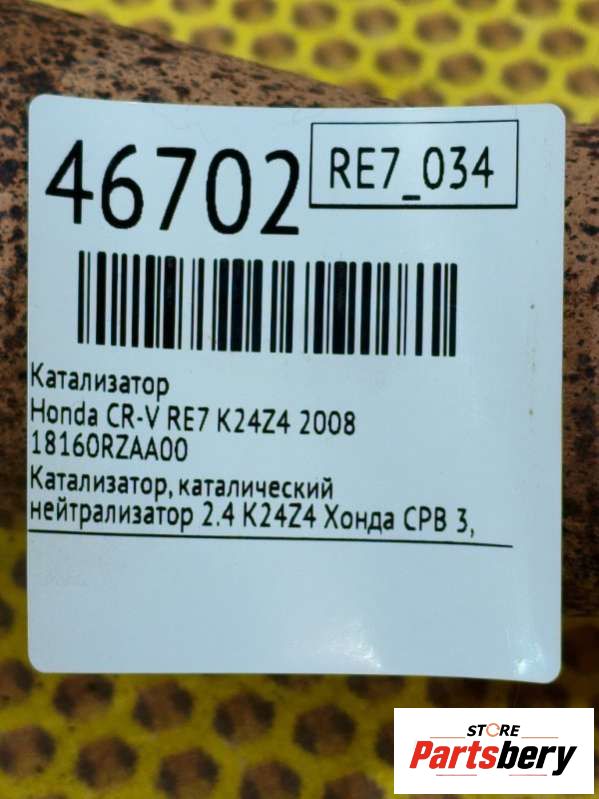 46702
RE7_034
Катализатор
Honda CR-V RE7 K24Z4 2008
18160RZAA00
Катализатор, каталический
нейтрализатор 2.4 K24Z4 Хонда СРВ 3,
STORE
Partsbery